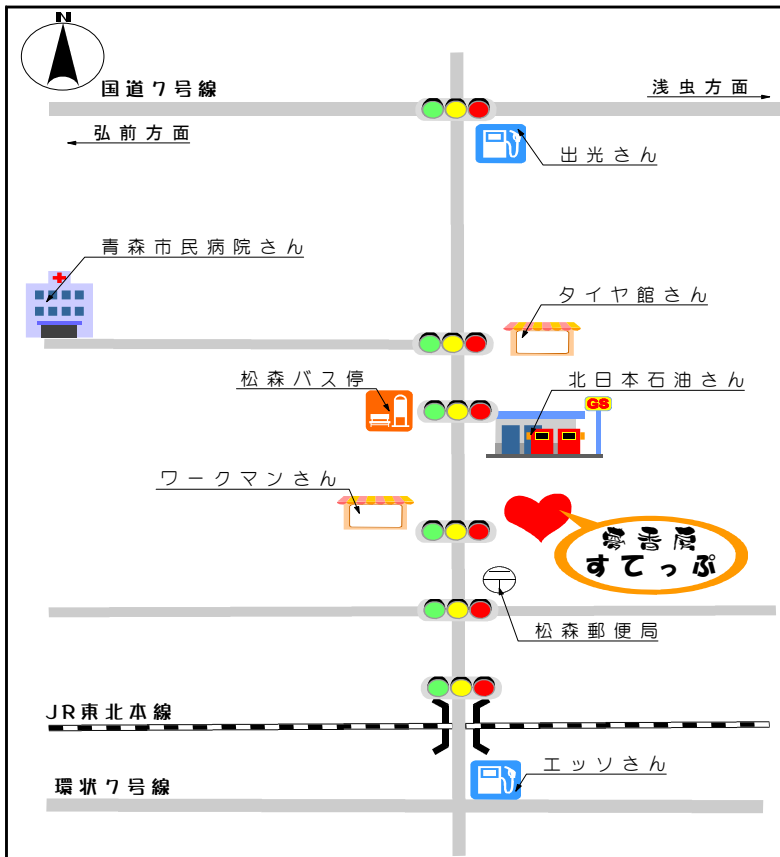 N
国道7号線
浅虫方面
弘前方面
出光さん
青森市民病院さん
タイヤ館さん
松森バス停
北日本石油さん
GS
ワークマンさん
夢香房
すてっぷ
松森郵便局
JR東北本線
エッソさん
環状7号線